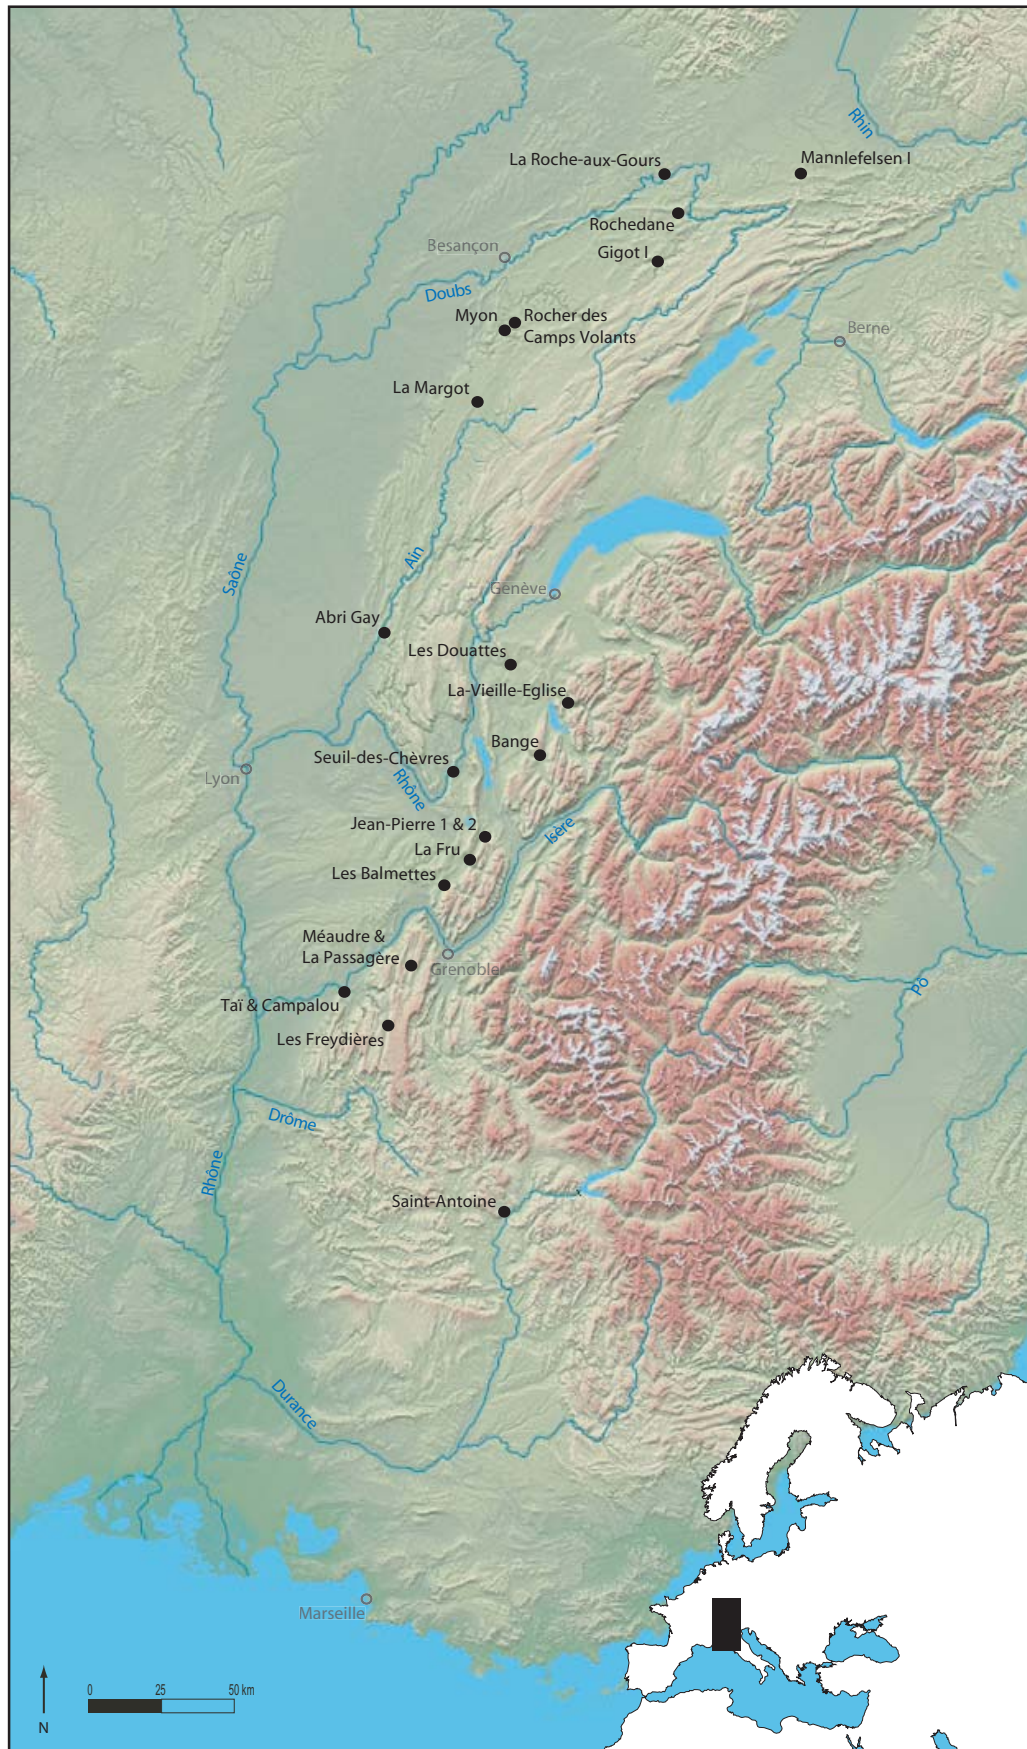 Rhin
La Roche-aux-Gours
Mannlefelsen I
Rochedane
Besançon
Gigot I
Doubs
Myon
Rocher des
Camps Volants
Berne
La Margot
Saône
Ain
Genève
Abri Gay
Les Douattes
La-Vieille-Eglise
Bange
Seuil-des-Chèvres
Lyon
Rhône
Jean-Pierre 1 & 2
Isère
La Fru
Les Balmettes
Méaudre &
La Passagère
Grenoble
Pô
Taï & Campalou
Les Freydières
Drôme
Rhône
Saint-Antoine
x
Durance
Marseille
0 25 50 km
N